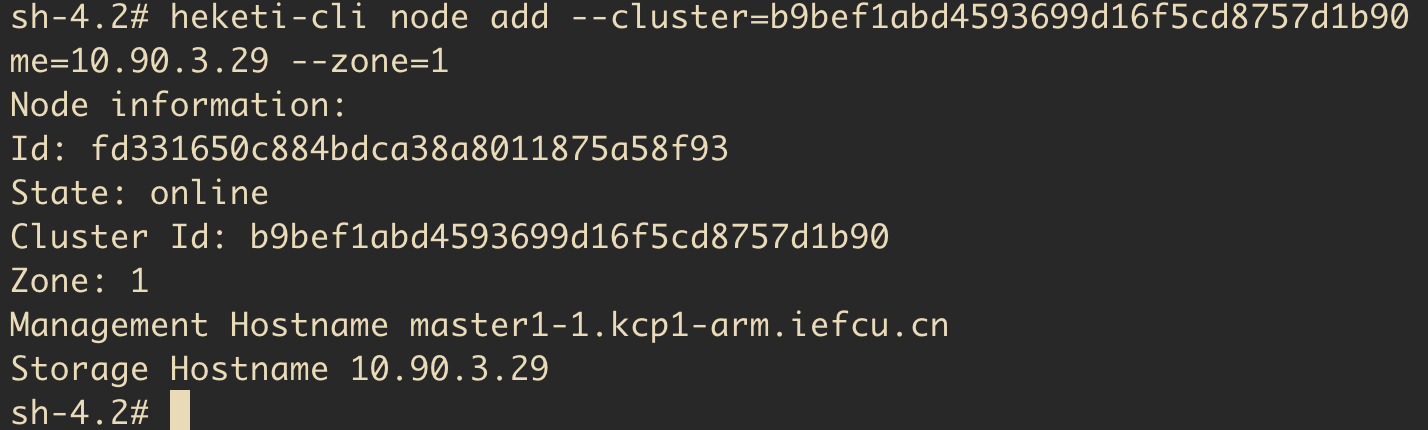 sh-4.2# heketi-cli node add --cluster=b9bef1abd4593699d16f5cd8757d1b90
me=10.90.3.29 --zone=1
Node information:
Id: fd331650c884bdca38a8011875a58f93
State: online
Cluster Id: b9bef1abd4593699d16f5cd8757d1b90
Zone: 1
Management Hostname master1-1.kcp1-arm.iefcu.cn
Storage Hostname 10.90.3.29
sh-4.2#